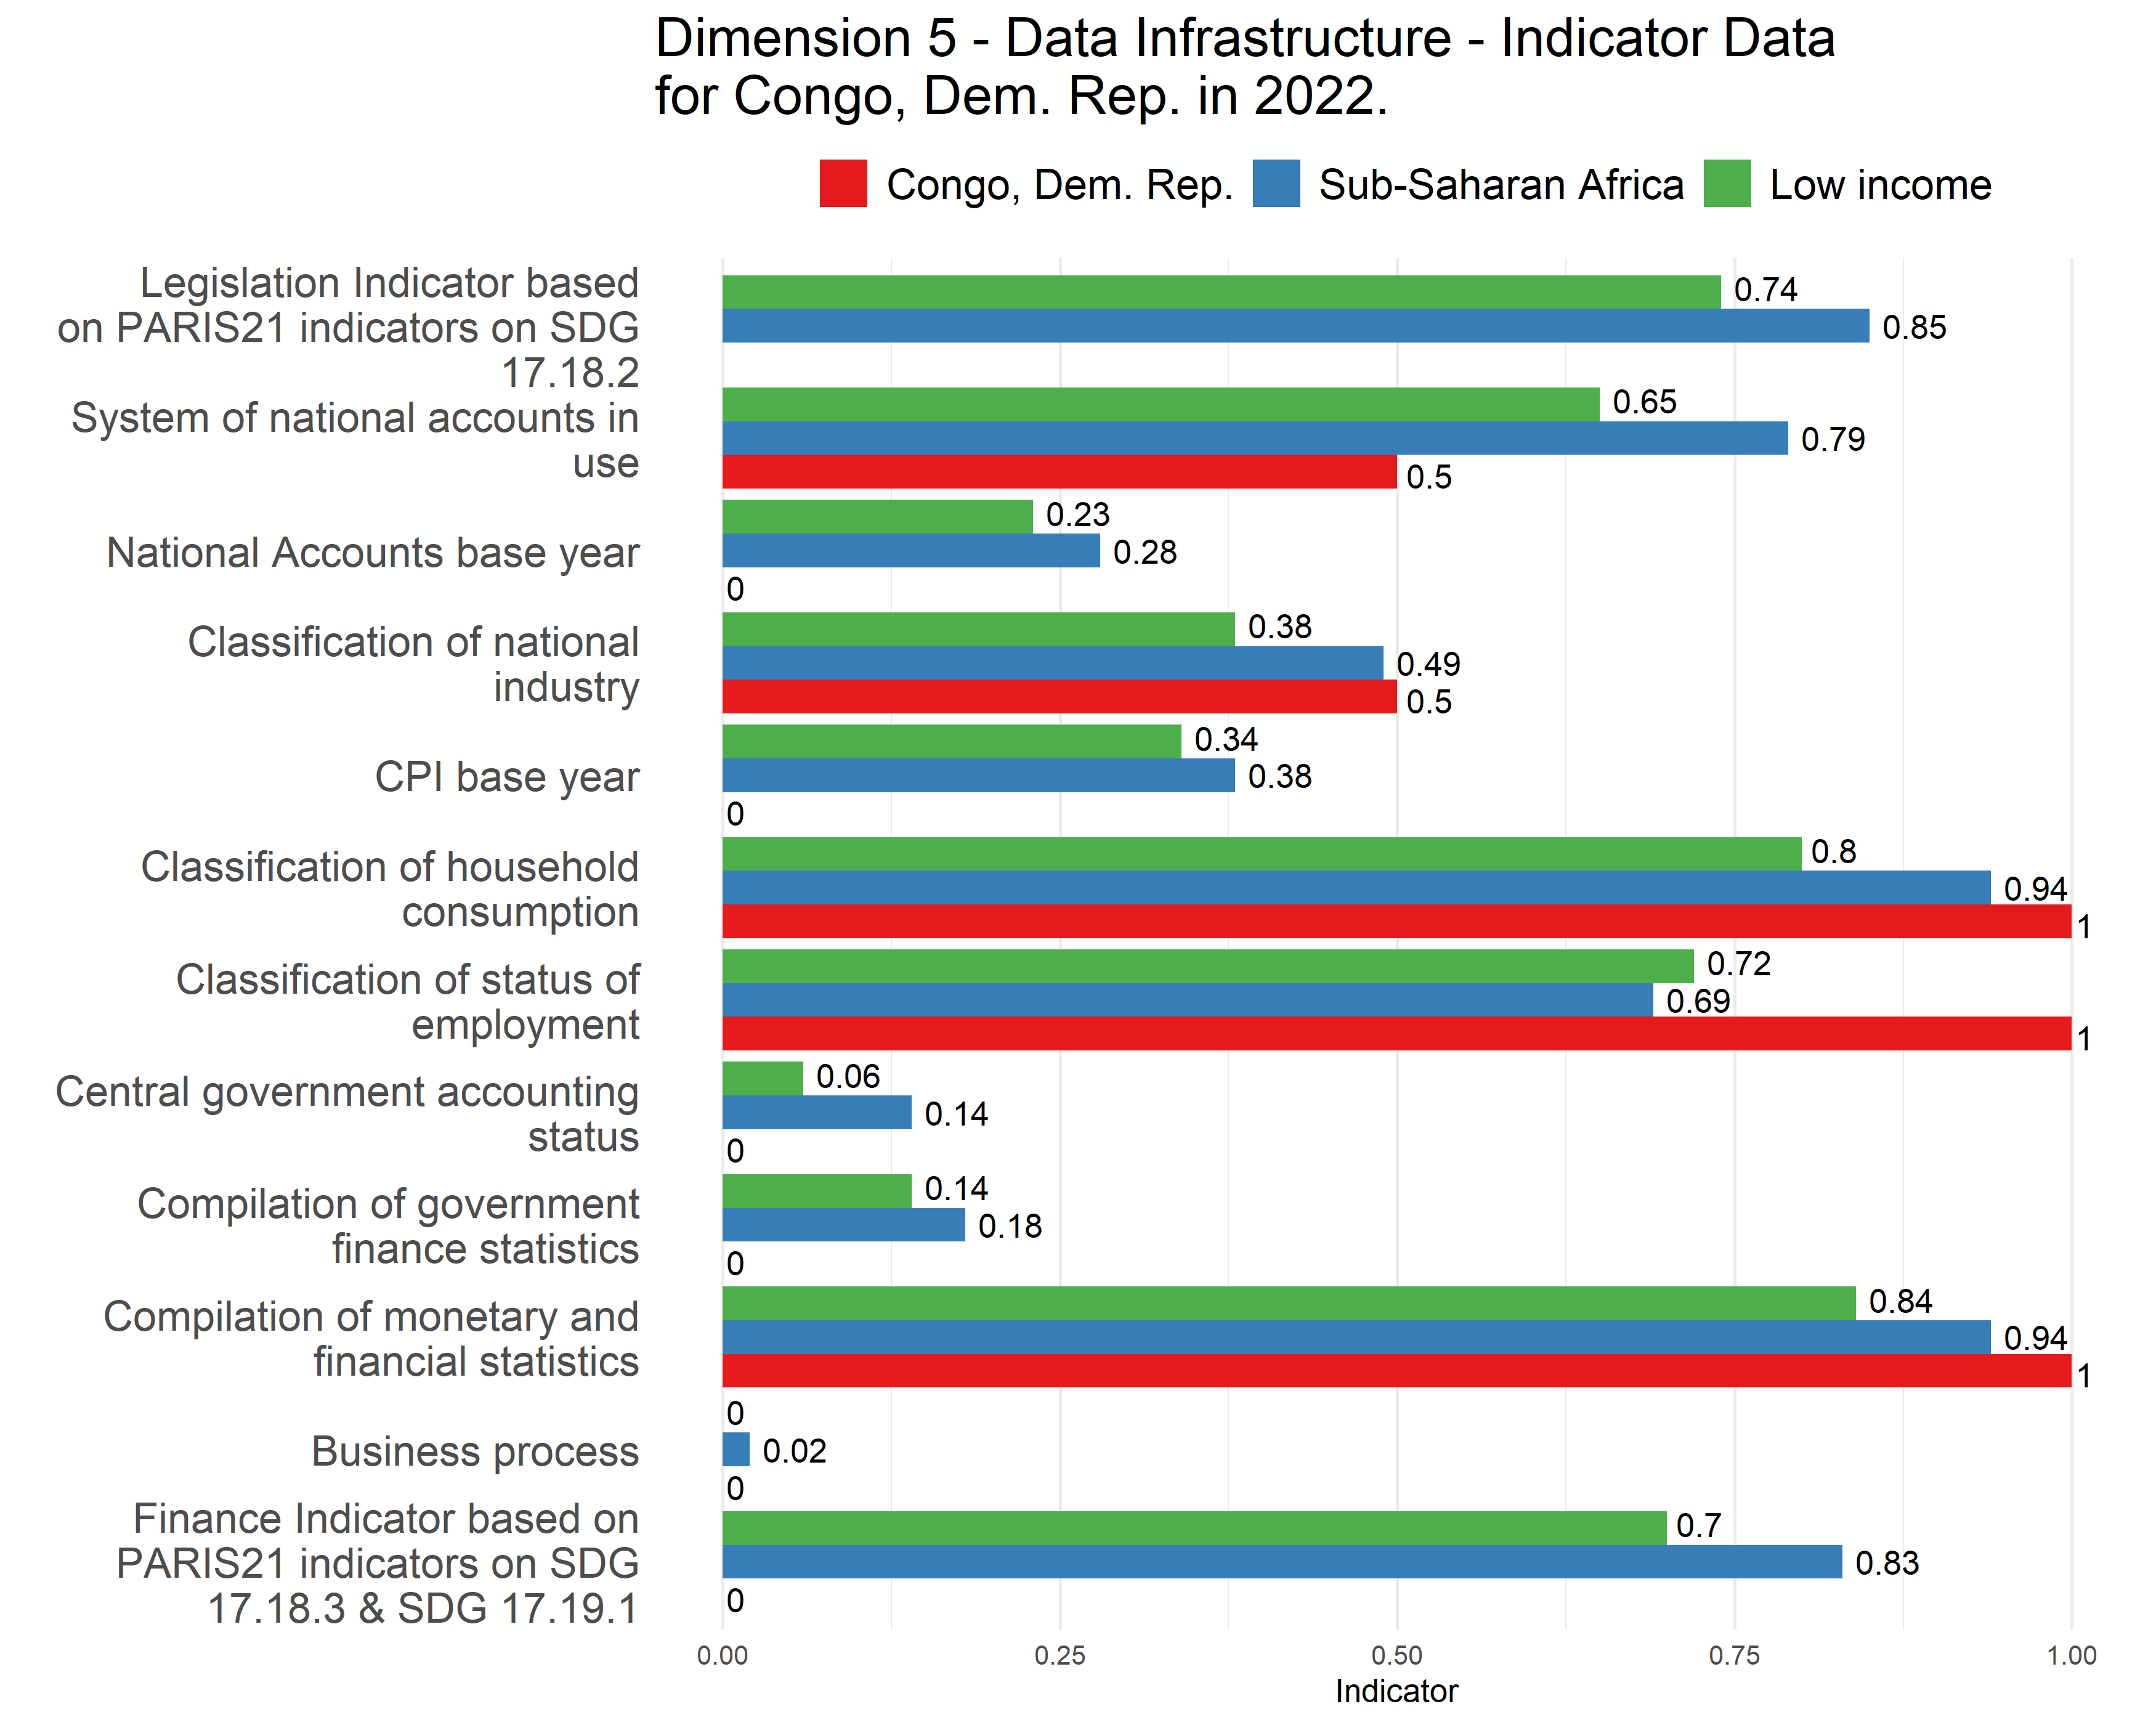 Dimension 5 - Data Infrastructure - Indicator Data
for Congo, Dem. Rep. in 2022.
Congo, Dem. Rep. Sub-Saharan Africa Low income
Legislation Indicator based
on PARIS21 indicators on SDG
17.18.2
0.74
0.85
System of national accounts in
use
0.65
0.79
0.5
National Accounts base year
0.23
0.28
0
Classification of national
industry
0.38
0.49
0.5
CPI base year
0.34
0.38
0
Classification of household
consumption
0.8
0.94
1
Classification of status of
employment
0.72
0.69
1
Central government accounting
status
0.06
0.14
0
Compilation of government
finance statistics
0.14
0.18
0
Compilation of monetary and
financial statistics
0.84
0.94
1
Business process
0
0.02
0
Finance Indicator based on
PARIS21 indicators on SDG
17.18.3 & SDG 17.19.1
0.7
0.83
0
0.00 0.25 0.50 0.75 1.00
Indicator